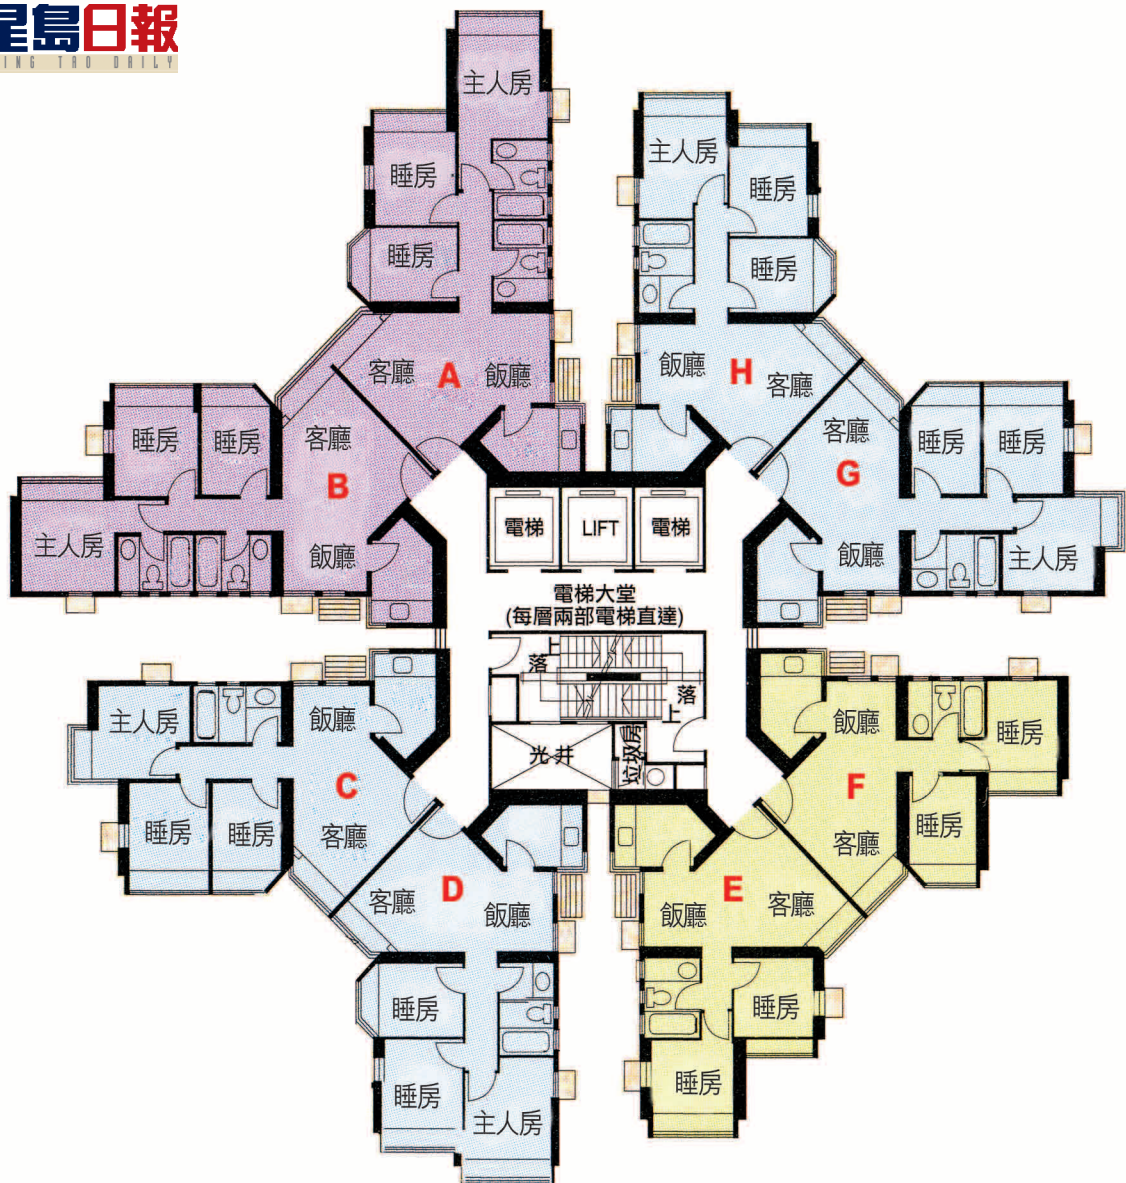 星島日報
ING TAO DAILY
主人房
睡房
睡房
客廳
A
飯廳
主人房
睡房
睡房
飯廳
H
客廳
睡房
睡房
客廳
B
主人房
飯廳
客廳
G
睡房
睡房
飯廳
主人房
電梯
LIFT
電梯
電梯大堂
(每層兩部電梯直達)
上
落
落
上
光井
垃圾房
主人房
飯廳
C
睡房
睡房
客廳
飯廳
睡房
F
客廳
睡房
客廳
D
飯廳
睡房
睡房
主人房
飯廳
E
客廳
睡房
睡房